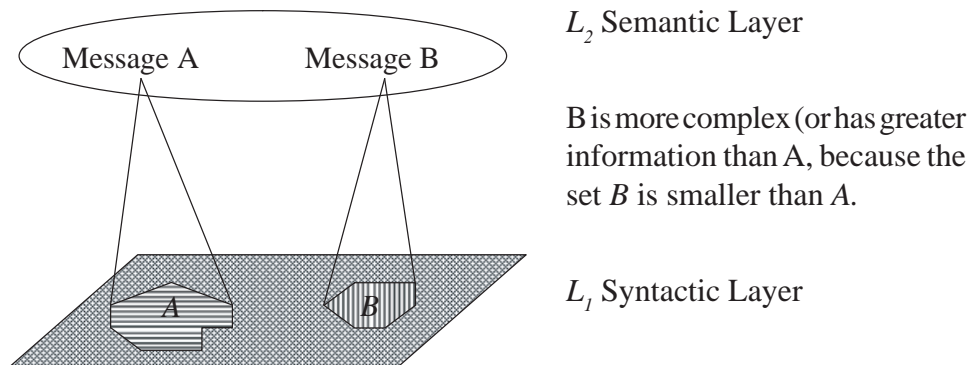 L₂ Semantic Layer
Message A Message B
B is more complex (or has greater
information than A, because the
set B is smaller than A.
A B
L₁ Syntactic Layer